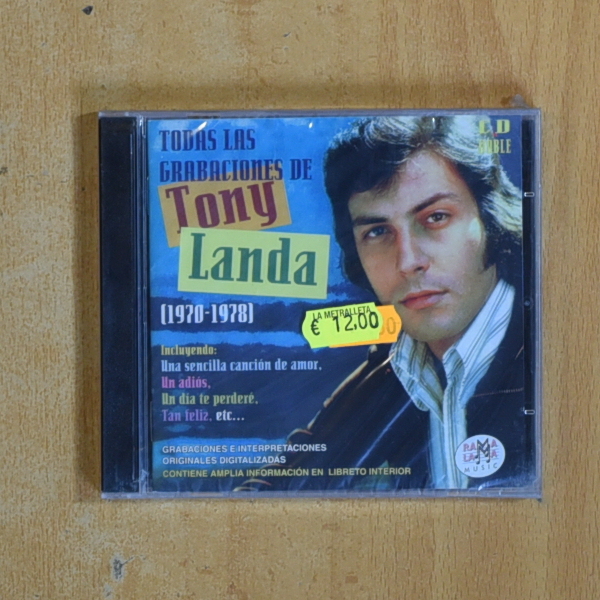 TODAS LAS
GRABACIONES DE
Tony
Landa
(1970-1978)
CD
DOBLE
LA METRALLETA
€ 12,00
Incluyendo:
Una sencilla canción de amor,
Un adiós,
Un día te perderé,
Tan feliz, etc...
GRABACIONES E INTERPRETACIONES
ORIGINALES DIGITALIZADAS
CONTIENE AMPLIA INFORMACIÓN EN LIBRETO INTERIOR
RAMA
LAMA
MUSIC